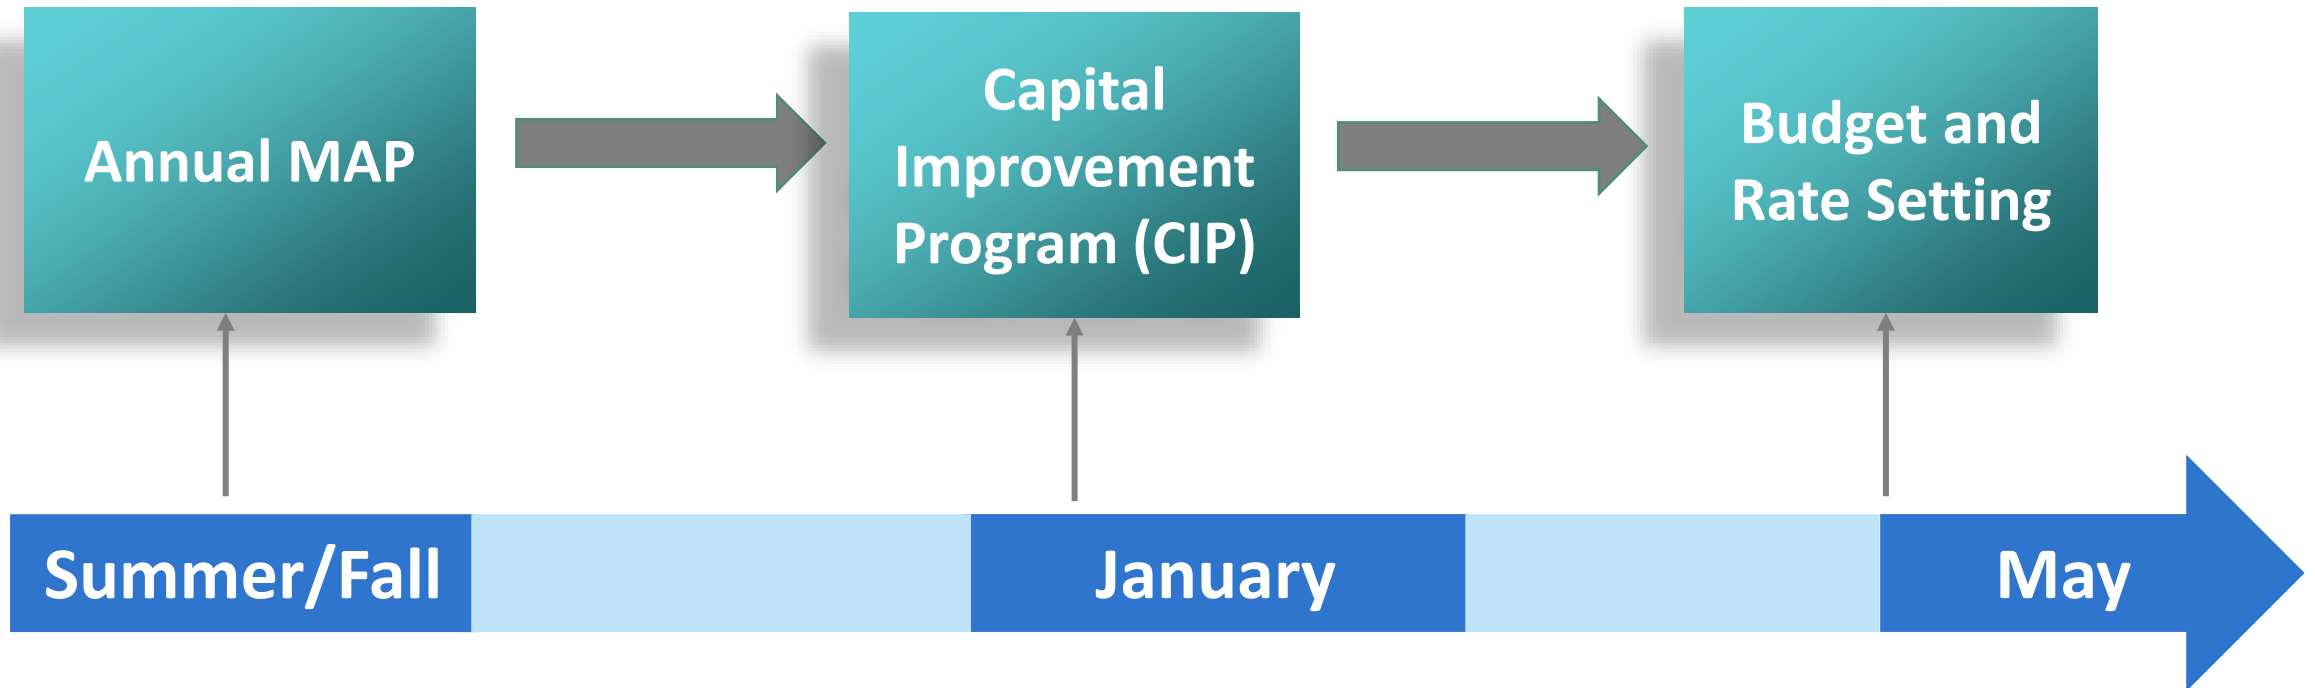 Annual MAP
Capital
Improvement
Program (CIP)
Budget and
Rate Setting
Summer/Fall
January
May